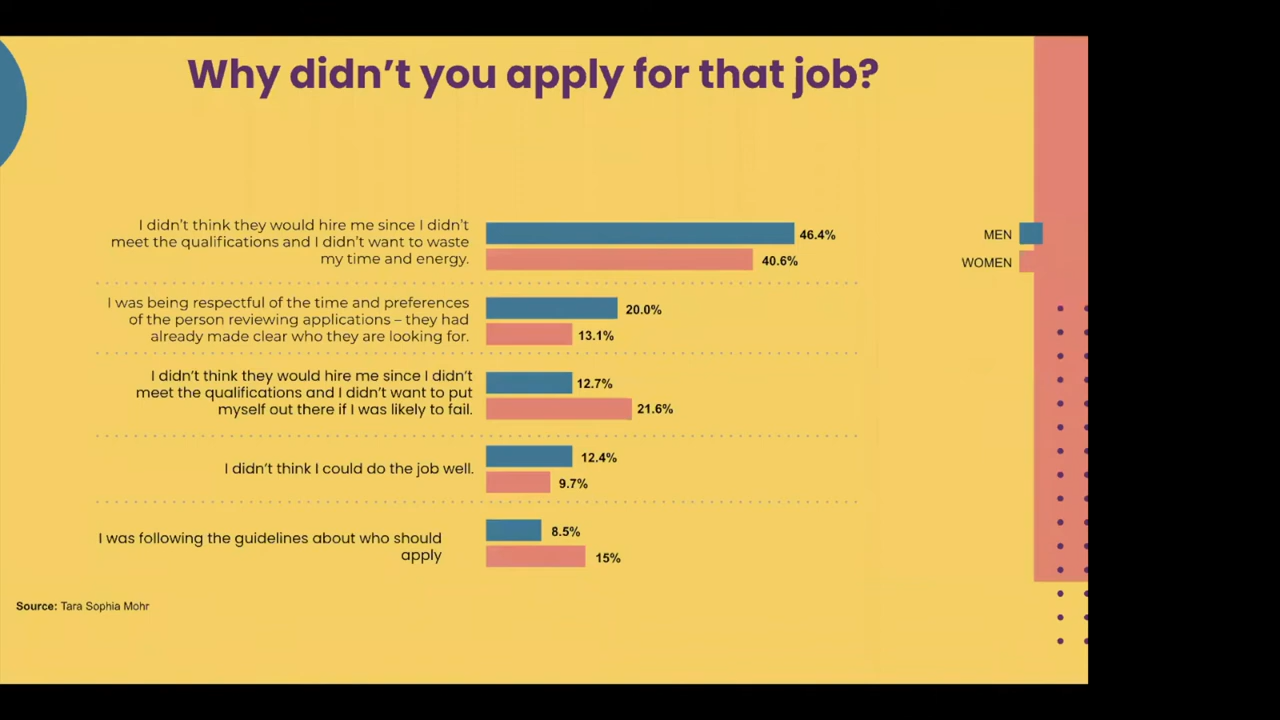 Why didn't you apply for that job?
I didn't think they would hire me since I didn't
meet the qualifications and I didn't want to waste
my time and energy.
46.4%
40.6%
MEN
WOMEN
I was being respectful of the time and preferences
of the person reviewing applications – they had
already made clear who they are looking for.
20.0%
13.1%
I didn't think they would hire me since I didn't
meet the qualifications and I didn't want to put
myself out there if I was likely to fail.
12.7%
21.6%
I didn't think I could do the job well.
12.4%
9.7%
I was following the guidelines about who should
apply
8.5%
15%
Source: Tara Sophia Mohr